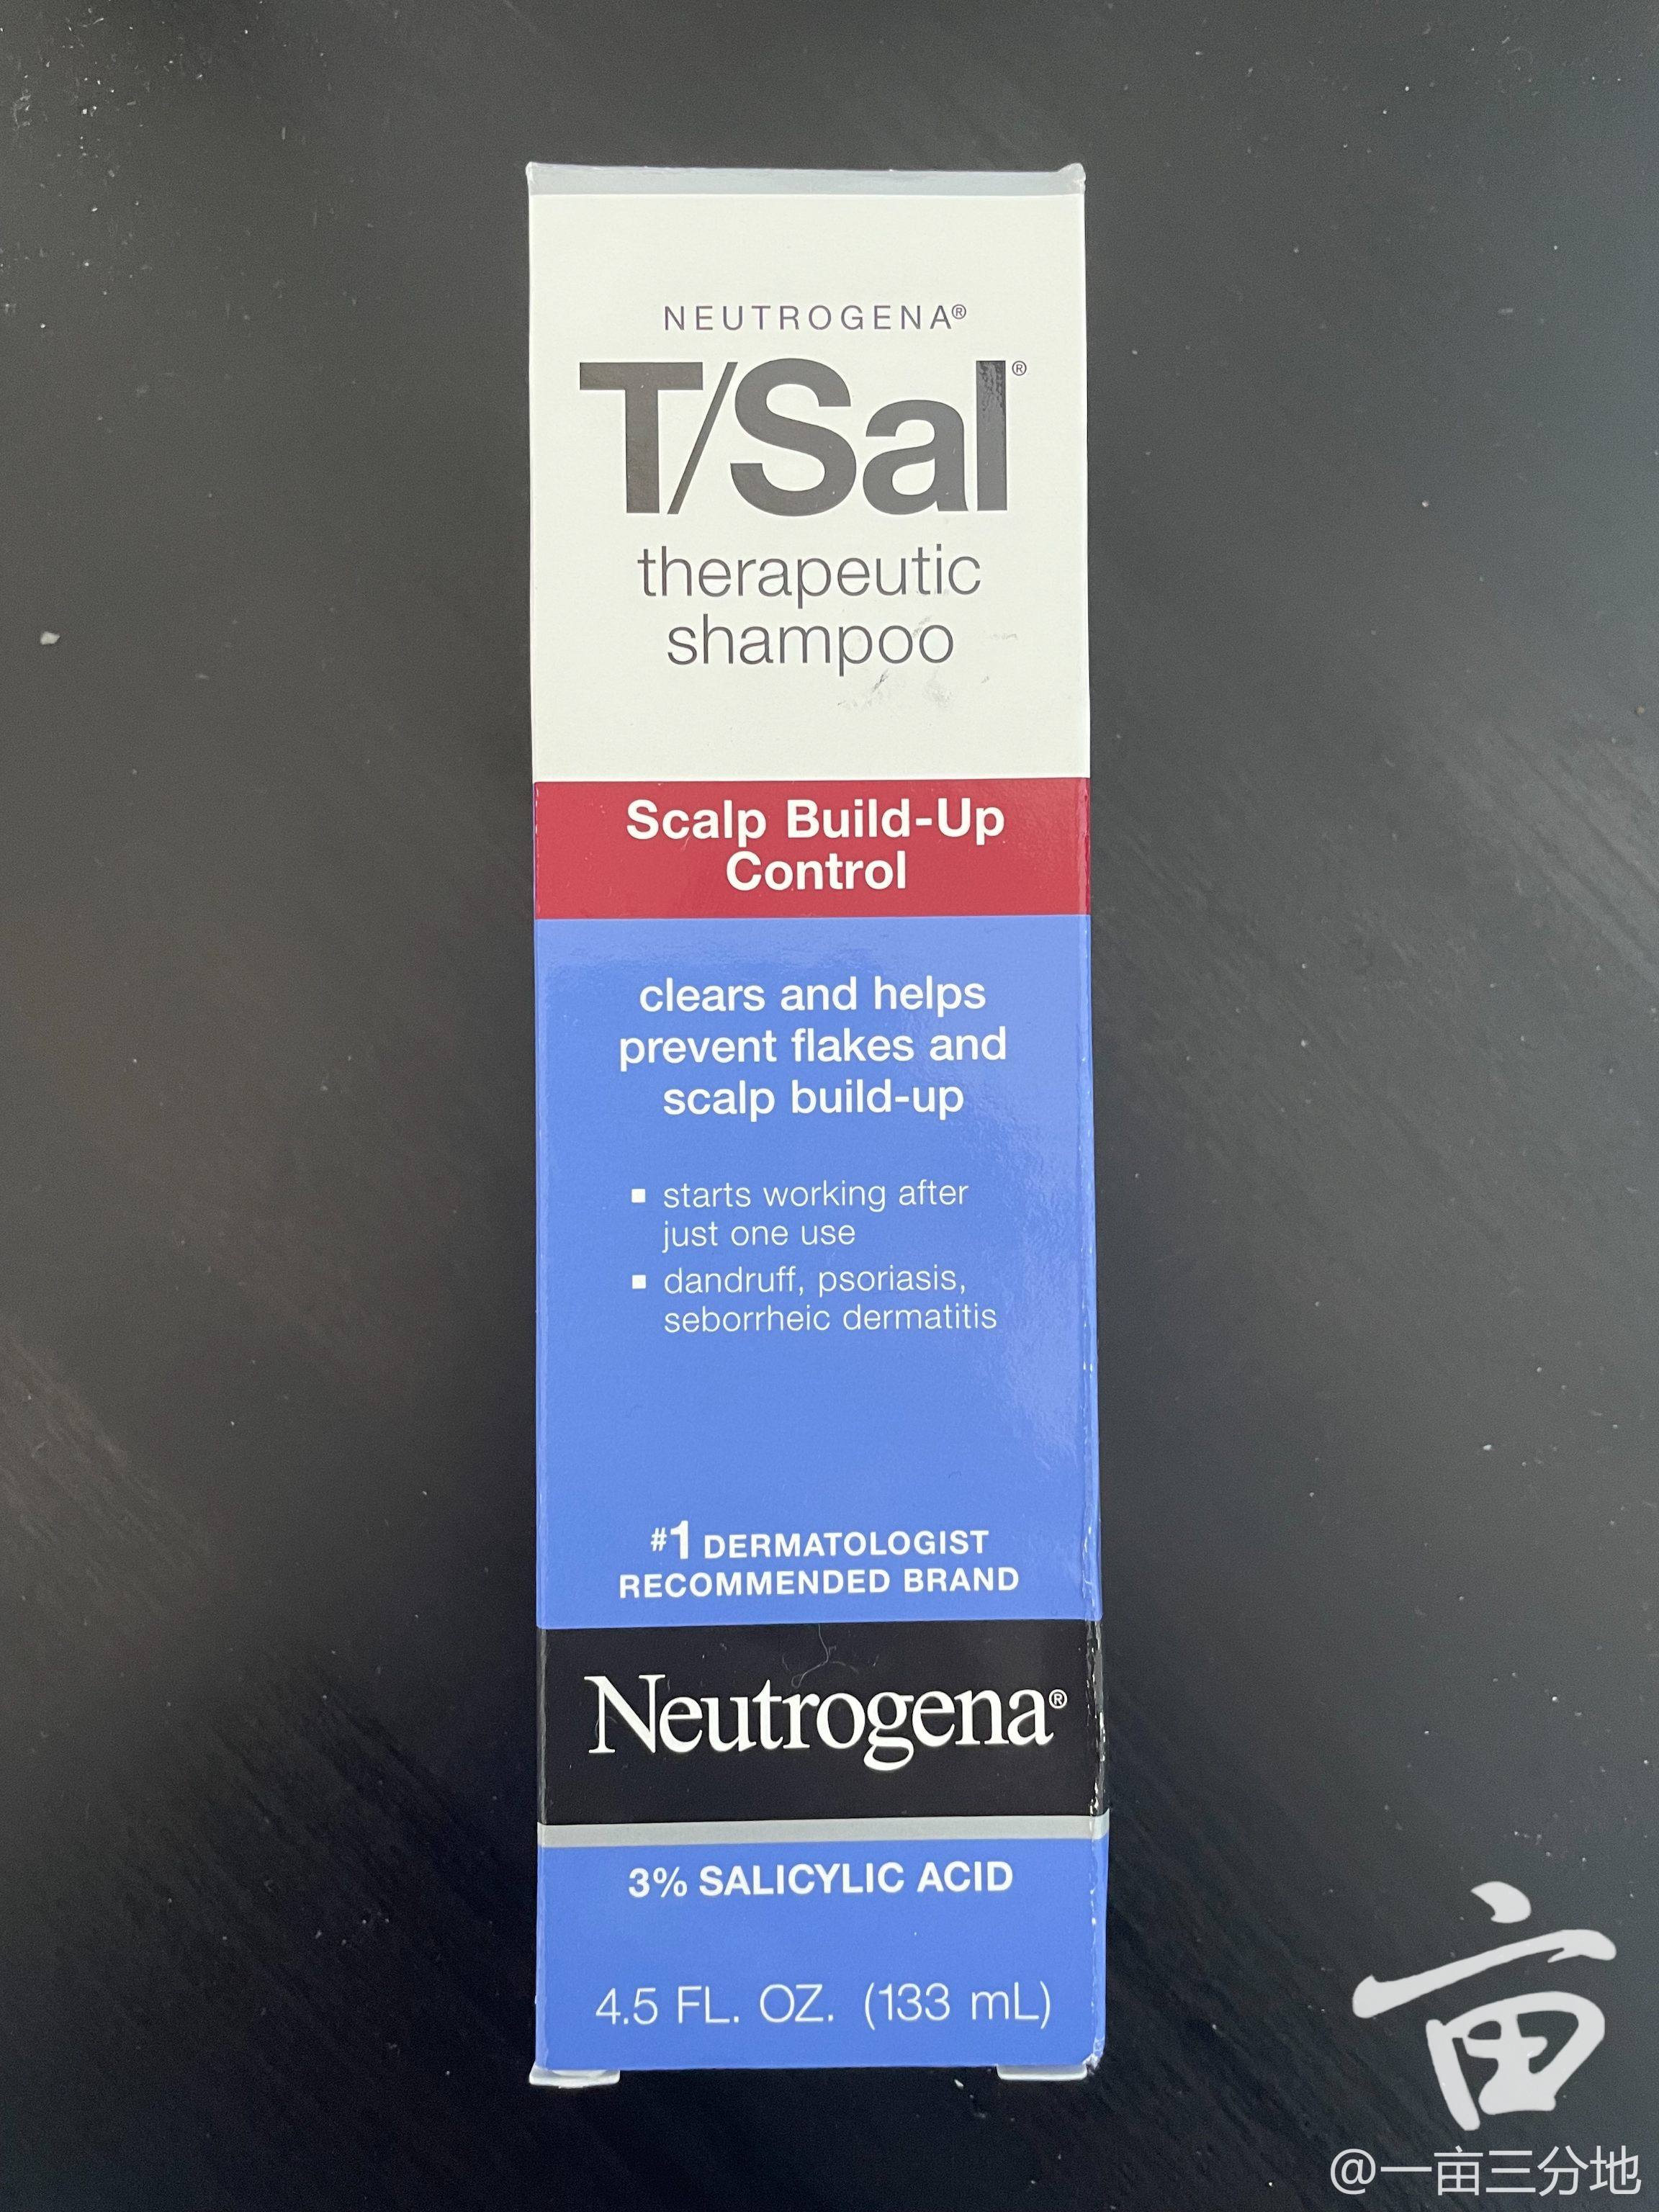 NEUTROGENA®
T/Sal®
therapeutic
shampoo
Scalp Build-Up
Control
clears and helps
prevent flakes and
scalp build-up
▪ starts working after
just one use
▪ dandruff, psoriasis,
seborrheic dermatitis
#1 DERMATOLOGIST
RECOMMENDED BRAND
Neutrogena®
3% SALICYLIC ACID
4.5 FL. OZ. (133 mL)
亩
@一亩三分地